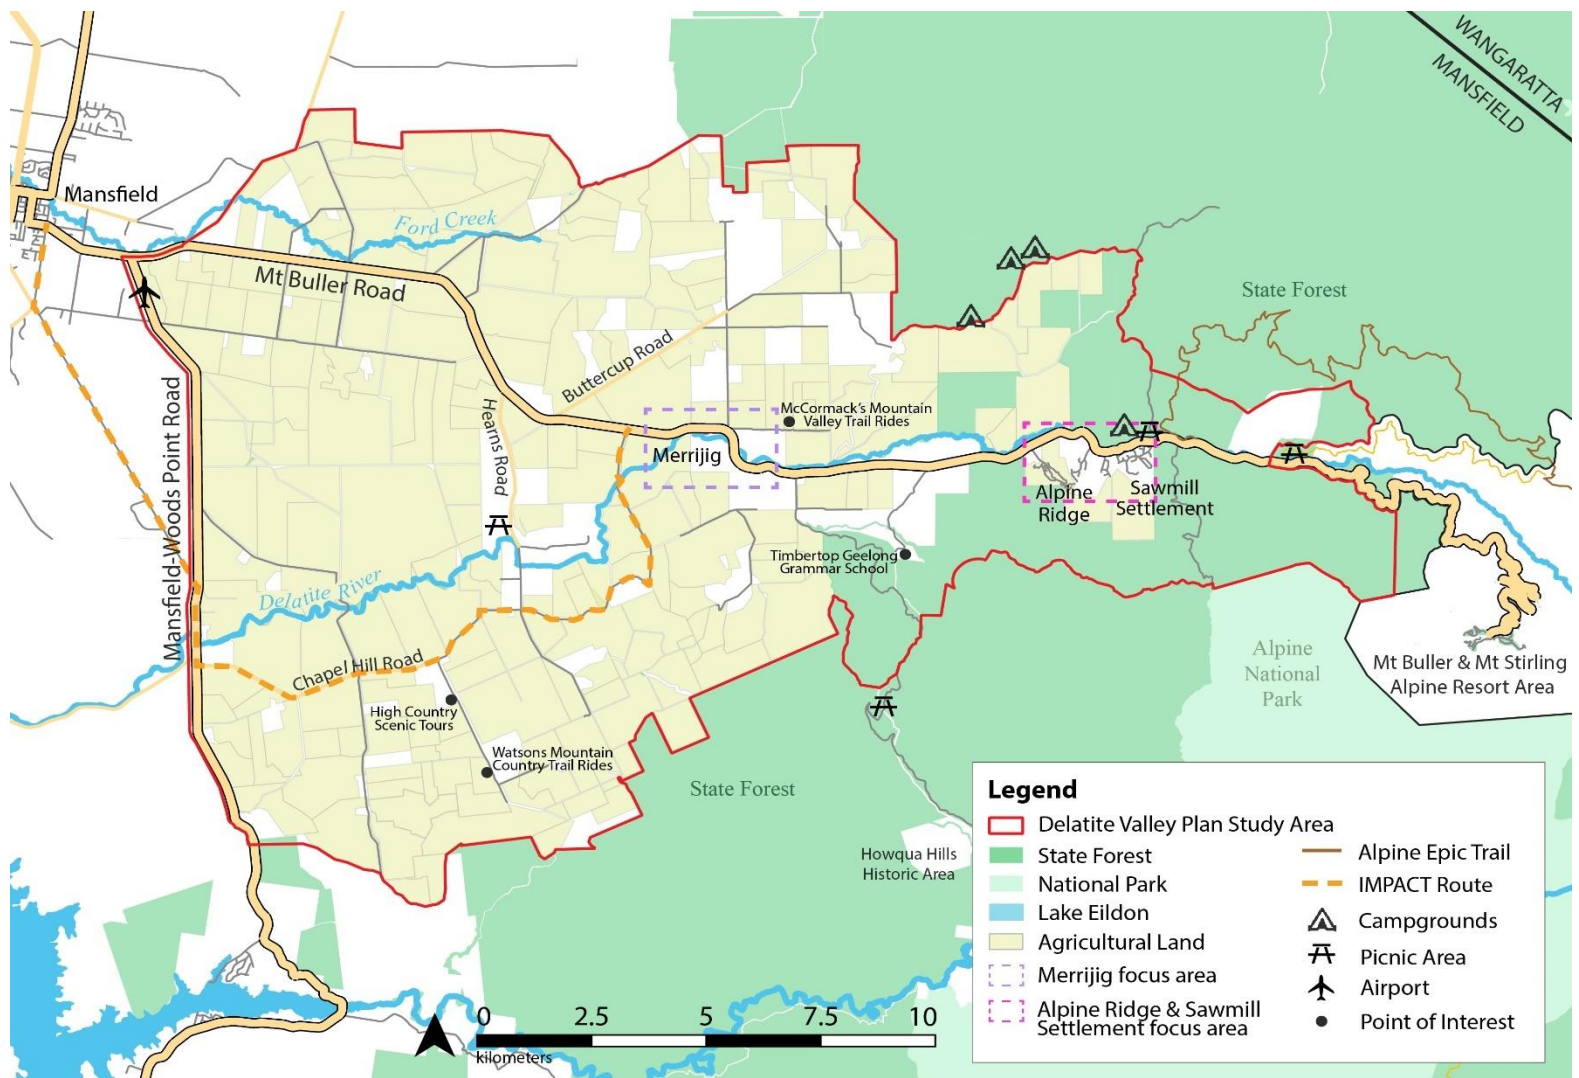 WANGARATTA
MANSFIELD
Mansfield
Ford Creek
Mt Buller Road
State Forest
Buttercup Road
Hearns Road
McCormack's Mountain
Valley Trail Rides
Merrijig
Mansfield-Woods Point Road
Alpine
Ridge
Sawmill
Settlement
Timbertop Geelong
Grammar School
Delatite River
Chapel Hill Road
High Country
Scenic Tours
Watsons Mountain
Country Trail Rides
Alpine
National
Park
Mt Buller & Mt Stirling
Alpine Resort Area
State Forest
Howqua Hills
Historic Area
Legend
Delatite Valley Plan Study Area
State Forest
National Park
Lake Eildon
Agricultural Land
Merrijig focus area
Alpine Ridge & Sawmill
Settlement focus area
Alpine Epic Trail
IMPACT Route
Campgrounds
Picnic Area
Airport
Point of Interest
0 2.5 5 7.5 10
kilometers